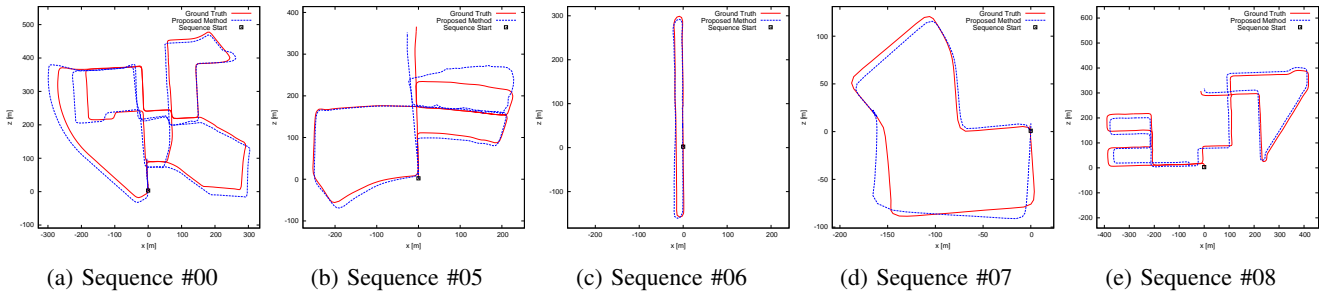 Ground Truth
Proposed Method
Sequence Start
500
400
300
200
100
0
-100
z [m]
-300 -200 -100 0 100 200 300
x [m]
(a) Sequence #00
Ground Truth
Proposed Method
Sequence Start
400
300
200
100
0
-100
z [m]
-200 -100 0 100 200
x [m]
(b) Sequence #05
Ground Truth
Proposed Method
Sequence Start
300
200
100
0
-100
z [m]
-200 -100 0 100 200
x [m]
(c) Sequence #06
Ground Truth
Proposed Method
Sequence Start
100
50
0
-50
-100
z [m]
-200 -150 -100 -50 0
x [m]
(d) Sequence #07
Ground Truth
Proposed Method
Sequence Start
600
500
400
300
200
100
0
-100
-200
z [m]
-400 -300 -200 -100 0 100 200 300 400
x [m]
(e) Sequence #08